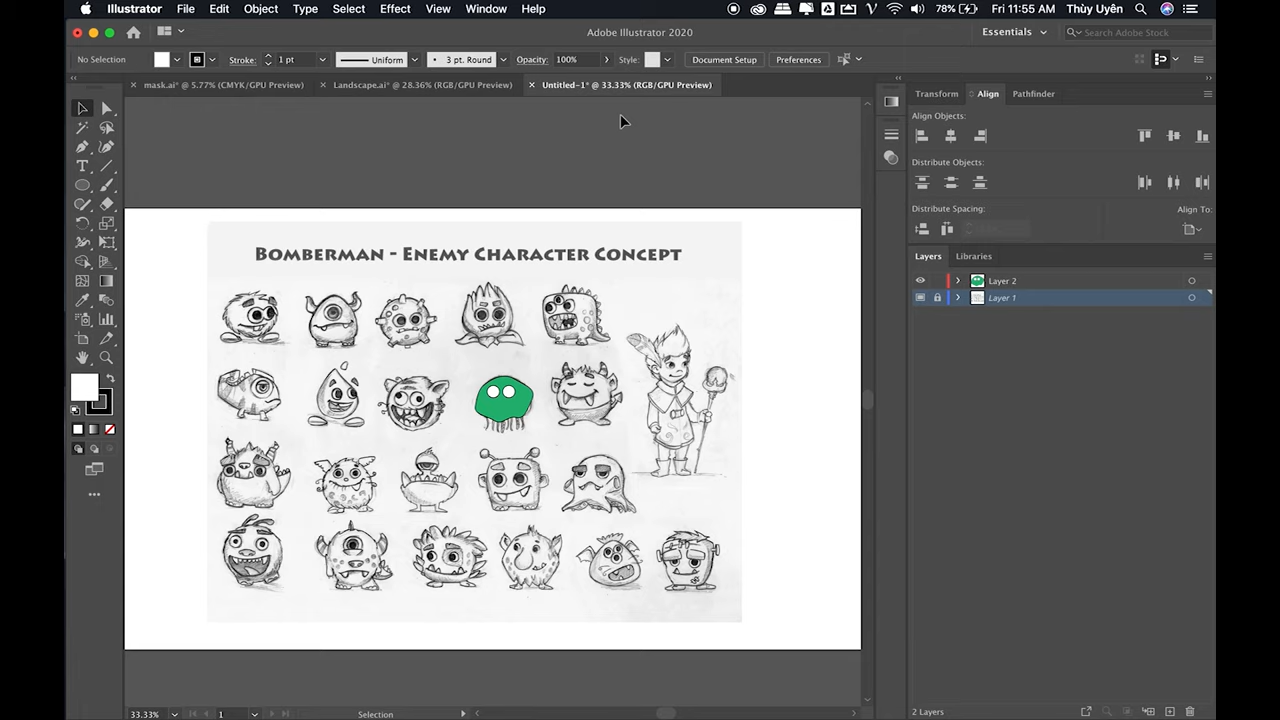 Illustrator File Edit Object Type Select Effect View Window Help 78% Fri 11:55 AM Thùy Uyên
Adobe Illustrator 2020 Essentials Search Adobe Stock
No Selection Stroke: 1 pt Uniform 3 pt. Round Opacity: 100% Style: Document Setup Preferences
mask.ai* @ 5.77% (CMYK/GPU Preview) Landscape.ai* @ 28.36% (RGB/GPU Preview) Untitled-1* @ 33.33% (RGB/GPU Preview)
Transform Align Pathfinder
Align Objects:
Distribute Objects:
Distribute Spacing: Align To:
Layers Libraries
Layer 2
Layer 1
Bomberman - Enemy Character Concept
33.33% 1 Selection 2 Layers